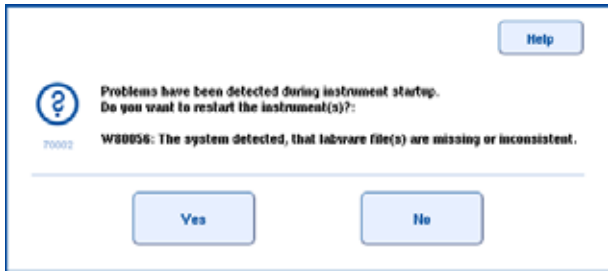 Help
Problems have been detected during instrument startup.
Do you want to restart the instrument(s)?:
W80056: The system detected, that labware file(s) are missing or inconsistent.
70002
Yes
No